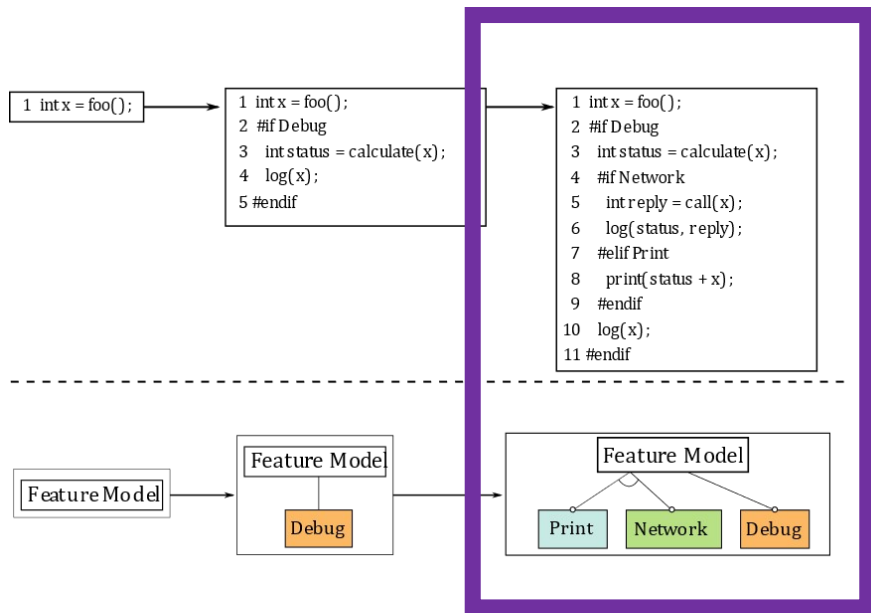 1 int x = foo();
1 int x = foo();
2 #if Debug
3 int status = calculate(x);
4 log(x);
5 #endif
1 int x = foo();
2 #if Debug
3 int status = calculate(x);
4 #if Network
5 int reply = call(x);
6 log(status, reply);
7 #elif Print
8 print(status + x);
9 #endif
10 log(x);
11 #endif
Feature Model
Feature Model
Debug
Feature Model
Print
Network
Debug